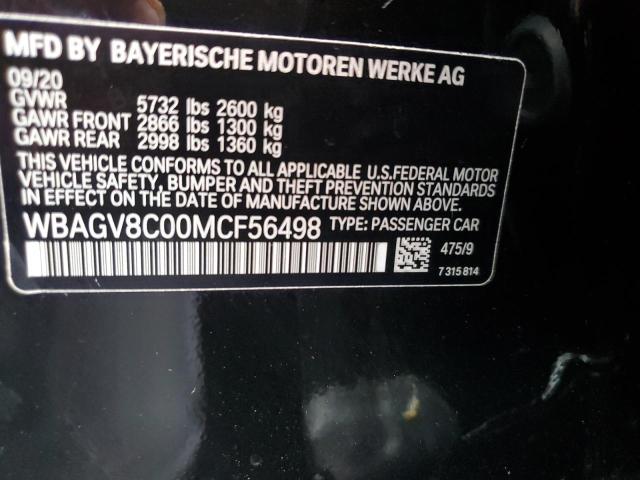 MFD BY BAYERISCHE MOTOREN WERKE AG
09/20
GVWR 5732 lbs 2600 kg
GAWR FRONT 2866 lbs 1300 kg
GAWR REAR 2998 lbs 1360 kg
THIS VEHICLE CONFORMS TO ALL APPLICABLE U.S.FEDERAL MOTOR
VEHICLE SAFETY, BUMPER AND THEFT PREVENTION STANDARDS
IN EFFECT ON THE DATE OF MANUFACTURE SHOWN ABOVE.
WBAGV8C00MCF56498 TYPE: PASSENGER CAR
475/9
7 315 814